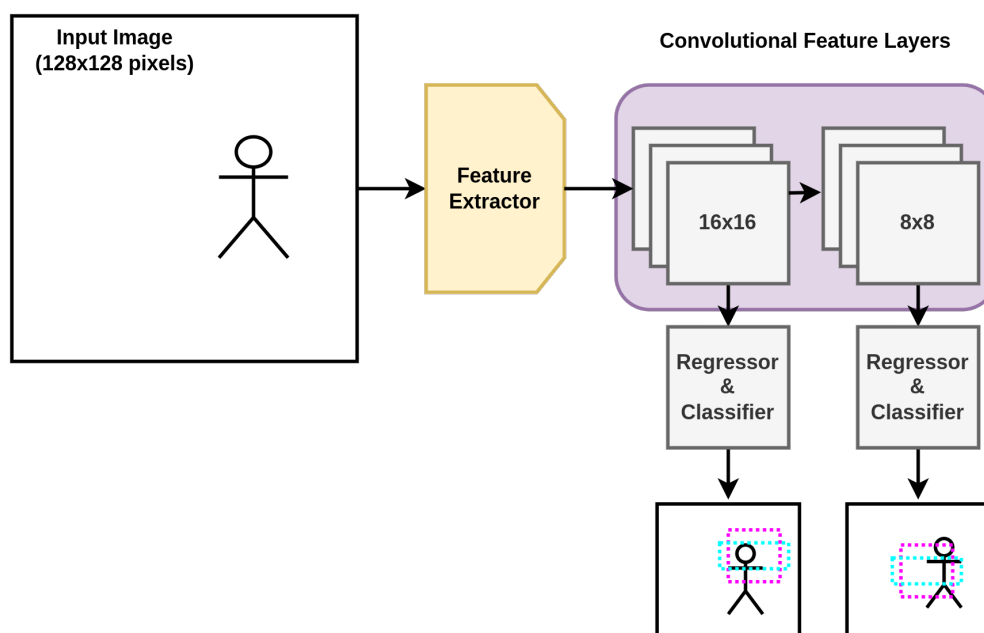 Input Image
(128x128 pixels)
Convolutional Feature Layers
Feature
Extractor
16x16
8x8
Regressor
&
Classifier
Regressor
&
Classifier